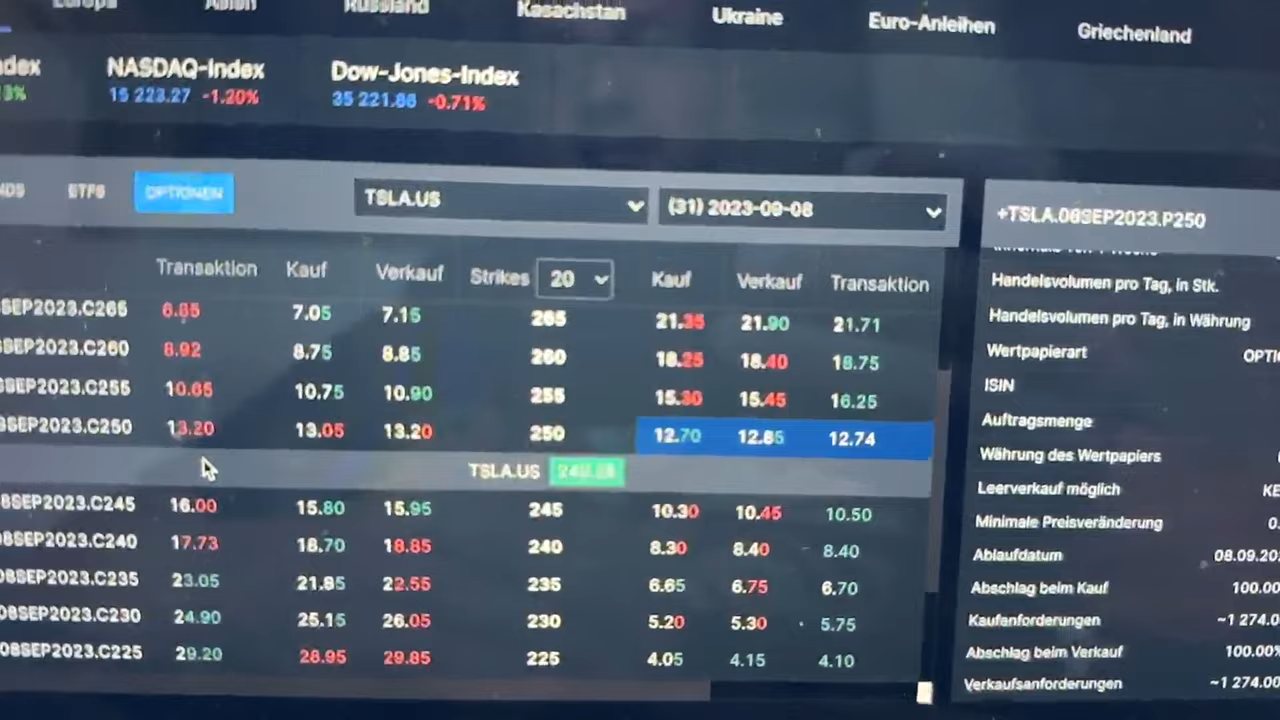 Europa Asien Russland Kasachstan Ukraine Euro-Anleihen Griechenland
NASDAQ-Index Dow-Jones-Index
15 223.27 -1.20% 35 221.86 -0.71%
ETFS OPTIONEN TSLA.US (31) 2023-09-08 +TSLA.08SEP2023.P250
Transaktion Kauf Verkauf Strikes 20 Kauf Verkauf Transaktion
SEP2023.C265 6.85 7.05 7.15 265 21.35 21.90 21.71
SEP2023.C260 8.92 8.75 8.85 260 18.25 18.40 18.75
SEP2023.C255 10.65 10.75 10.90 255 15.30 15.45 16.25
SEP2023.C250 13.20 13.05 13.20 250 12.70 12.85 12.74
TSLA.US
08SEP2023.C245 16.00 15.80 15.95 245 10.30 10.45 10.50
08SEP2023.C240 17.73 18.70 18.85 240 8.30 8.40 8.40
08SEP2023.C235 23.05 21.85 22.55 235 6.65 6.75 6.70
08SEP2023.C230 24.90 25.15 26.05 230 5.20 5.30 5.75
08SEP2023.C225 29.20 28.95 29.85 225 4.05 4.15 4.10
Handelsvolumen pro Tag, in Stk.
Handelsvolumen pro Tag, in Währung
Wertpapierart OPTI
ISIN
Auftragsmenge
Währung des Wertpapiers
Leerverkauf möglich KE
Minimale Preisveränderung 0.
Ablaufdatum 08.09.20
Abschlag beim Kauf 100.00
Kaufanforderungen ~1 274.0
Abschlag beim Verkauf 100.00%
Verkaufsanforderungen ~1 274.00